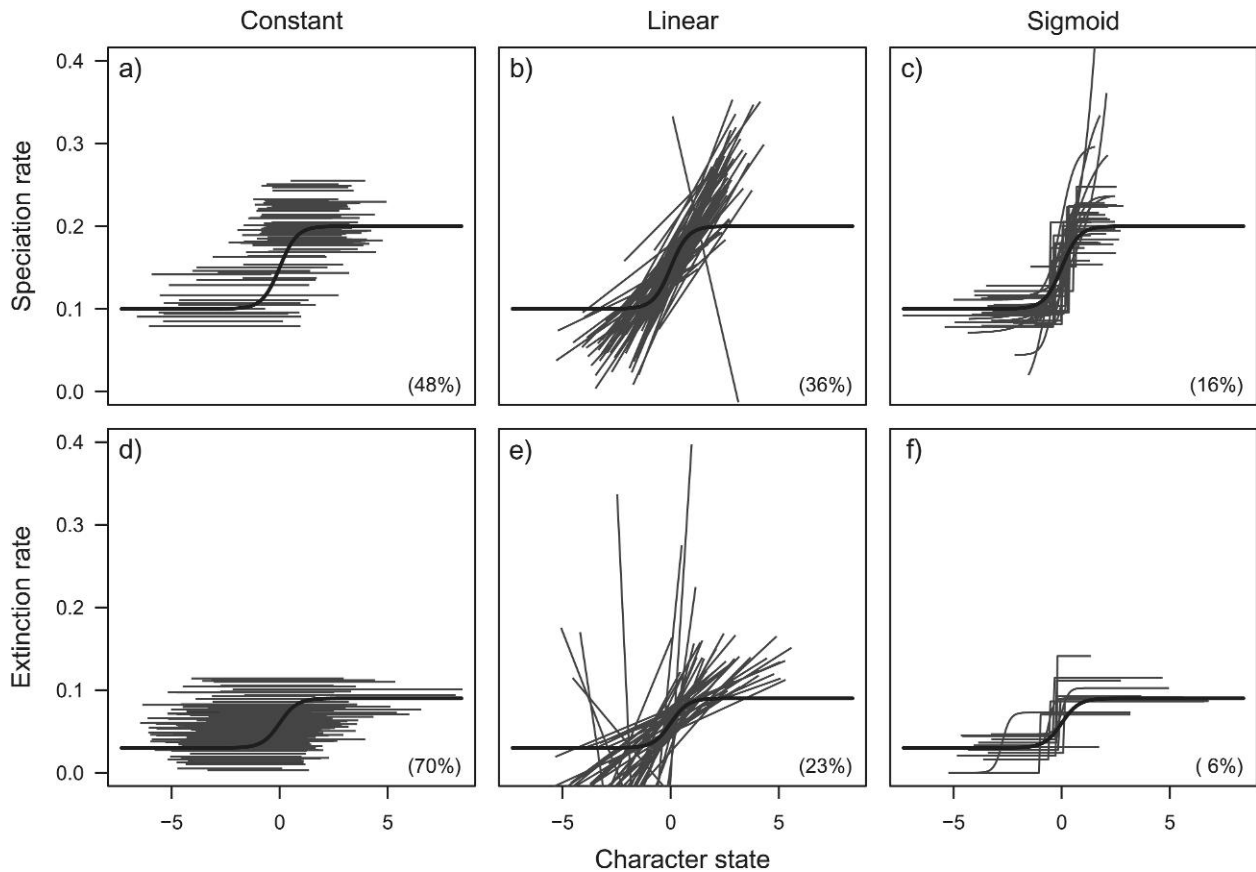 Constant Linear Sigmoid
a) b) c)
0.4
0.3
0.2
0.1
0.0
Speciation rate
(48%) (36%) (16%)
d) e) f)
0.4
0.3
0.2
0.1
0.0
Extinction rate
(70%) (23%) ( 6%)
−5 0 5 −5 0 5 −5 0 5
Character state